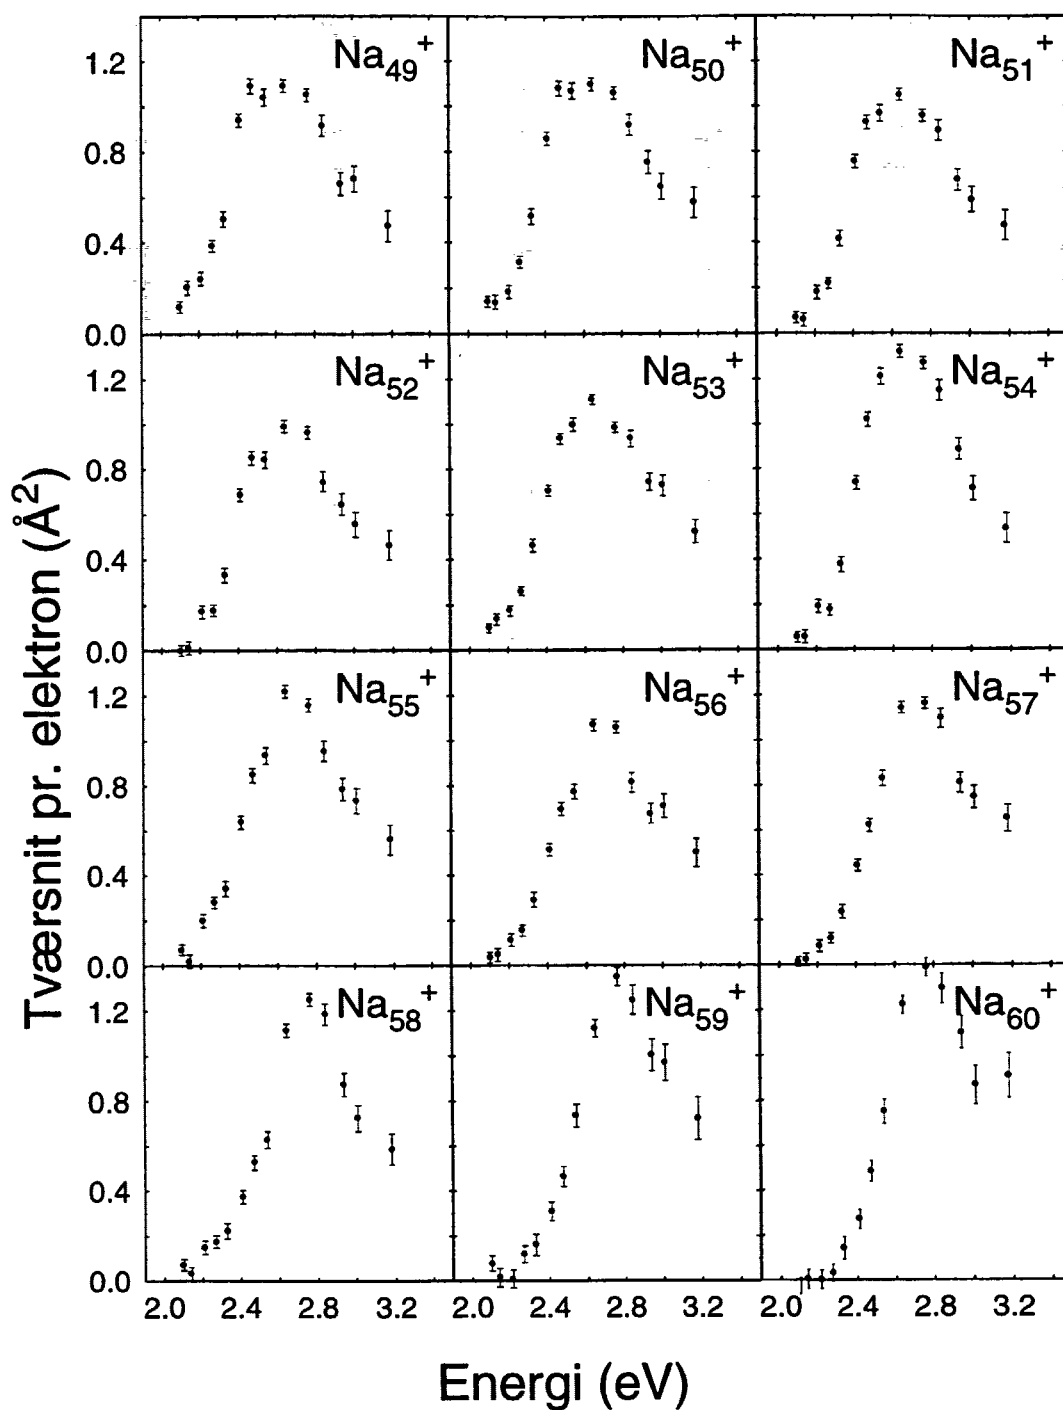 Tværsnit pr. elektron (Å²)
1.2
0.8
0.4
0.0
Na₄₉⁺
Na₅₀⁺
Na₅₁⁺
1.2
0.8
0.4
0.0
Na₅₂⁺
Na₅₃⁺
Na₅₄⁺
1.2
0.8
0.4
0.0
Na₅₅⁺
Na₅₆⁺
Na₅₇⁺
1.2
0.8
0.4
0.0
Na₅₈⁺
Na₅₉⁺
Na₆₀⁺
2.0 2.4 2.8 3.2 2.0 2.4 2.8 3.2 2.0 2.4 2.8 3.2
Energi (eV)